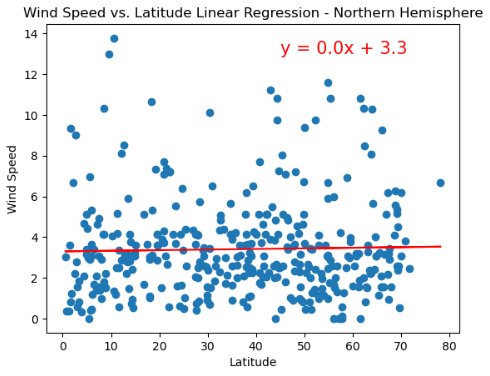 Wind Speed vs. Latitude Linear Regression - Northern Hemisphere
y = 0.0x + 3.3
14
12
10
8
6
4
2
0
Wind Speed
0 10 20 30 40 50 60 70 80
Latitude